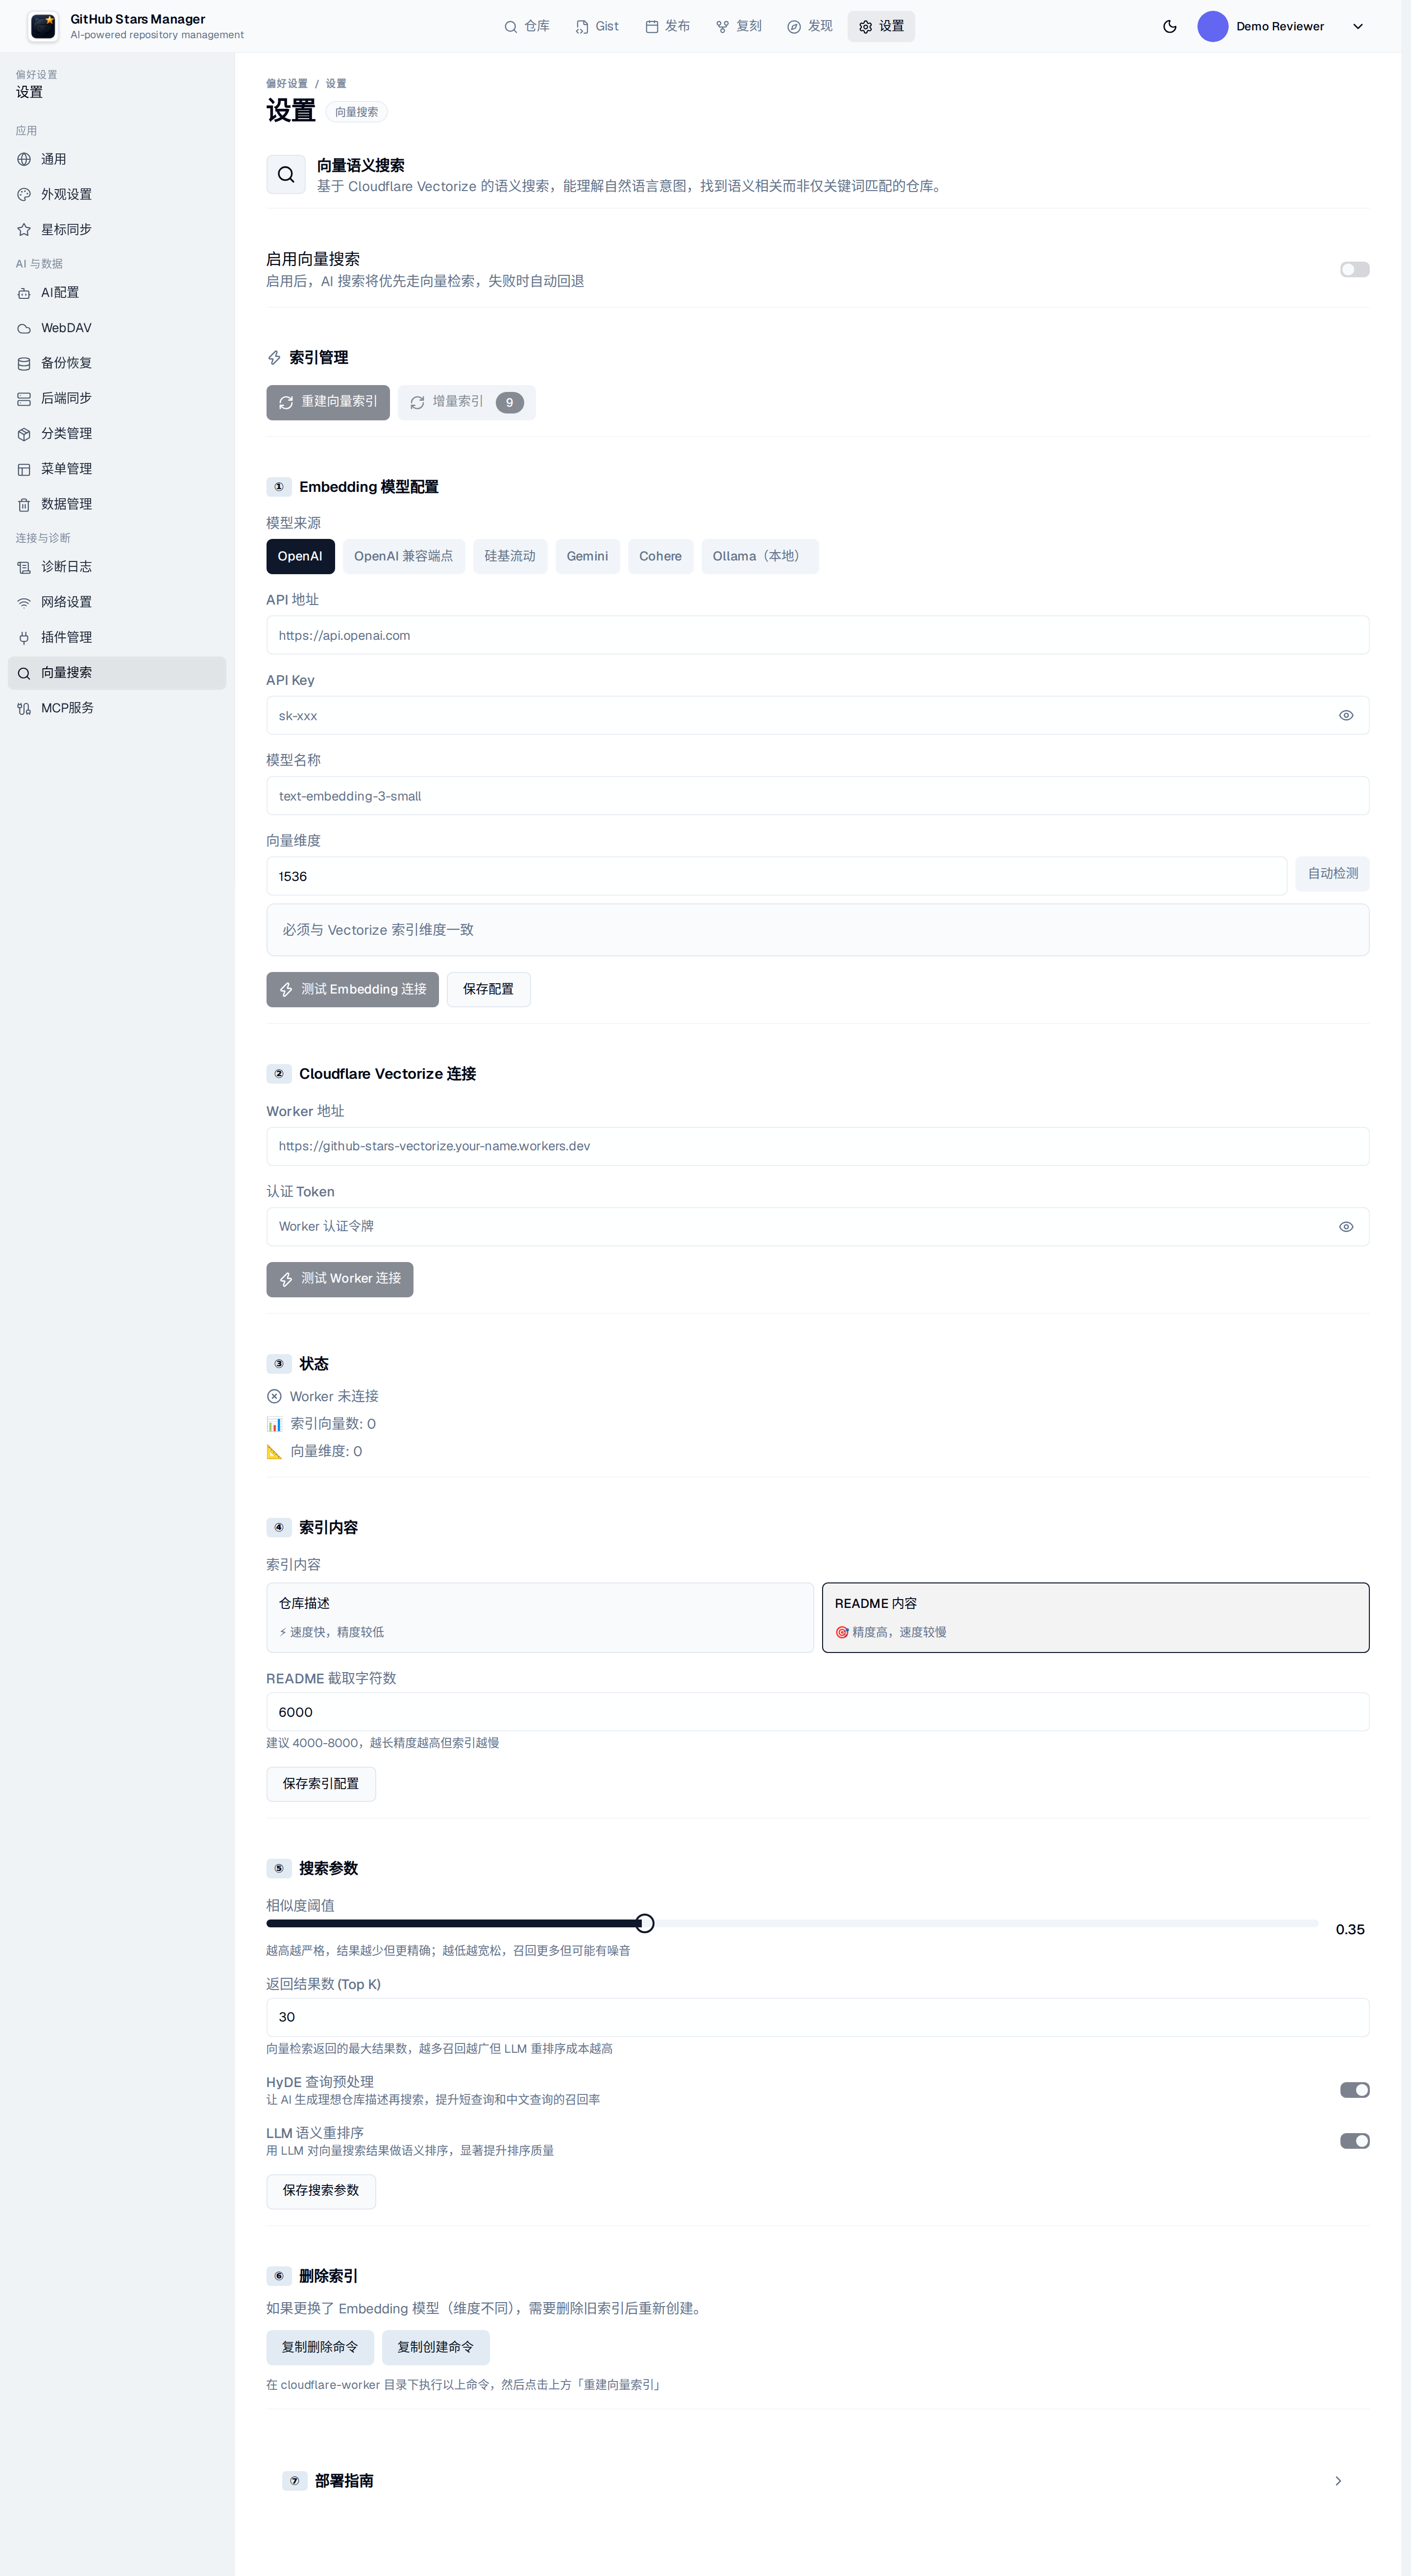 GitHub Stars Manager
AI-powered repository management
仓库
Gist
发布
复刻
发现
设置
Demo Reviewer
偏好设置
设置
应用
通用
外观设置
星标同步
AI 与数据
AI配置
WebDAV
备份恢复
后端同步
分类管理
菜单管理
数据管理
连接与诊断
诊断日志
网络设置
插件管理
向量搜索
MCP服务
偏好设置 / 设置
设置 向量搜索
向量语义搜索
基于 Cloudflare Vectorize 的语义搜索，能理解自然语言意图，找到语义相关而非仅关键词匹配的仓库。
启用向量搜索
启用后，AI 搜索将优先走向量检索，失败时自动回退
索引管理
重建向量索引 增量索引 9
① Embedding 模型配置
模型来源
OpenAI OpenAI 兼容端点 硅基流动 Gemini Cohere Ollama（本地）
API 地址
https://api.openai.com
API Key
sk-xxx
模型名称
text-embedding-3-small
向量维度
1536 自动检测
必须与 Vectorize 索引维度一致
测试 Embedding 连接 保存配置
② Cloudflare Vectorize 连接
Worker 地址
https://github-stars-vectorize.your-name.workers.dev
认证 Token
Worker 认证令牌
测试 Worker 连接
③ 状态
Worker 未连接
📊 索引向量数: 0
📐 向量维度: 0
④ 索引内容
索引内容
仓库描述
⚡ 速度快，精度较低
README 内容
🎯 精度高，速度较慢
README 截取字符数
6000
建议 4000-8000，越长精度越高但索引越慢
保存索引配置
⑤ 搜索参数
相似度阈值
0.35
越高越严格，结果越少但更精确；越低越宽松，召回更多但可能有噪音
返回结果数 (Top K)
30
向量检索返回的最大结果数，越多召回越广但 LLM 重排序成本越高
HyDE 查询预处理
让 AI 生成理想仓库描述再搜索，提升短查询和中文查询的召回率
LLM 语义重排序
用 LLM 对向量搜索结果做语义排序，显著提升排序质量
保存搜索参数
⑥ 删除索引
如果更换了 Embedding 模型（维度不同），需要删除旧索引后重新创建。
复制删除命令 复制创建命令
在 cloudflare-worker 目录下执行以上命令，然后点击上方「重建向量索引」
⑦ 部署指南